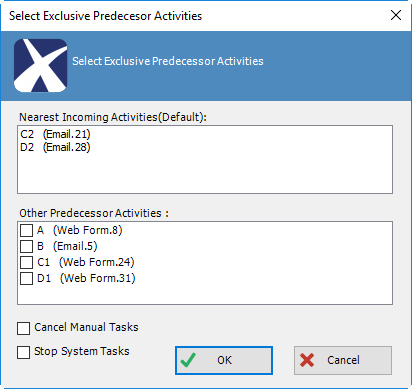 Select Exclusive Predecesor Activities
Select Exclusive Predecessor Activities
Nearest Incoming Activities(Default):
C2 (Email.21)
D2 (Email.28)
Other Predecessor Activities :
A (Web Form.8)
B (Email.5)
C1 (Web Form.24)
D1 (Web Form.31)
Cancel Manual Tasks
Stop System Tasks
OK
Cancel